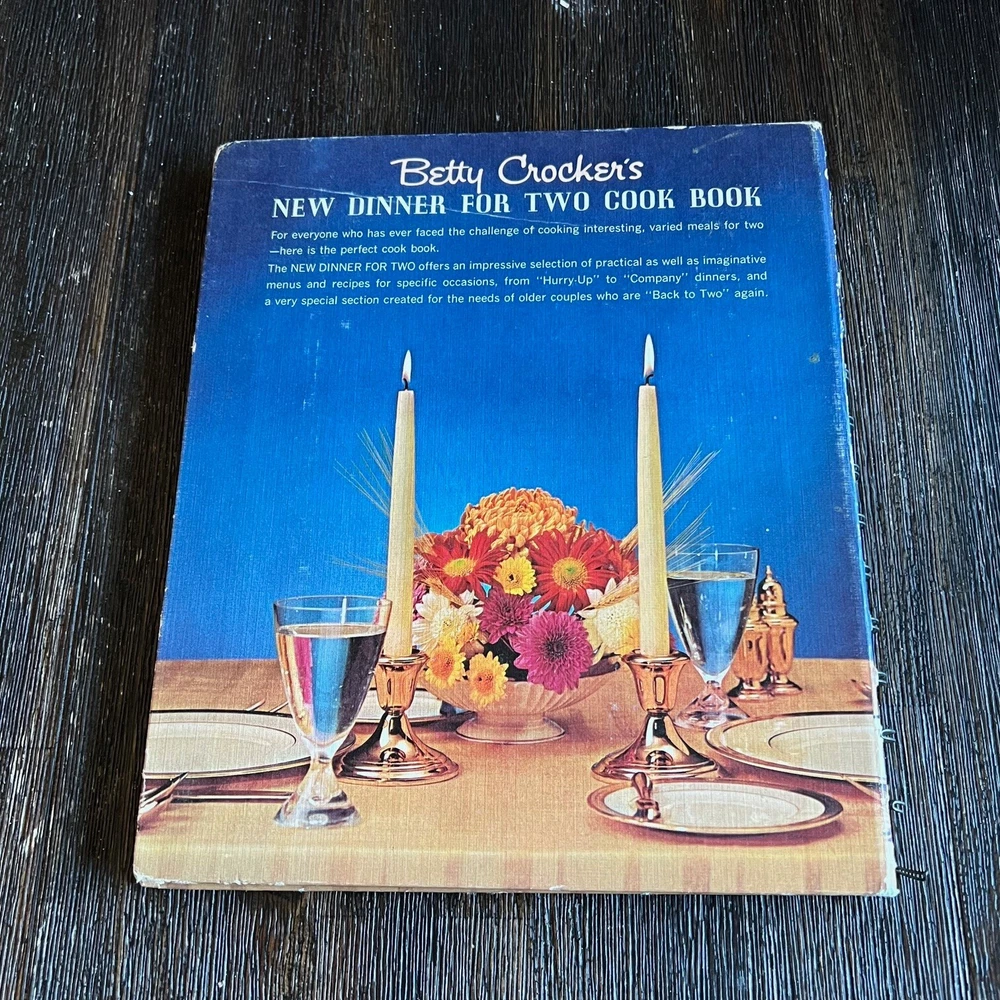 Betty Crocker's
NEW DINNER FOR TWO COOK BOOK
For everyone who has ever faced the challenge of cooking interesting, varied meals for two
—here is the perfect cook book.
The NEW DINNER FOR TWO offers an impressive selection of practical as well as imaginative
menus and recipes for specific occasions, from "Hurry-Up" to "Company" dinners, and
a very special section created for the needs of older couples who are "Back to Two" again.